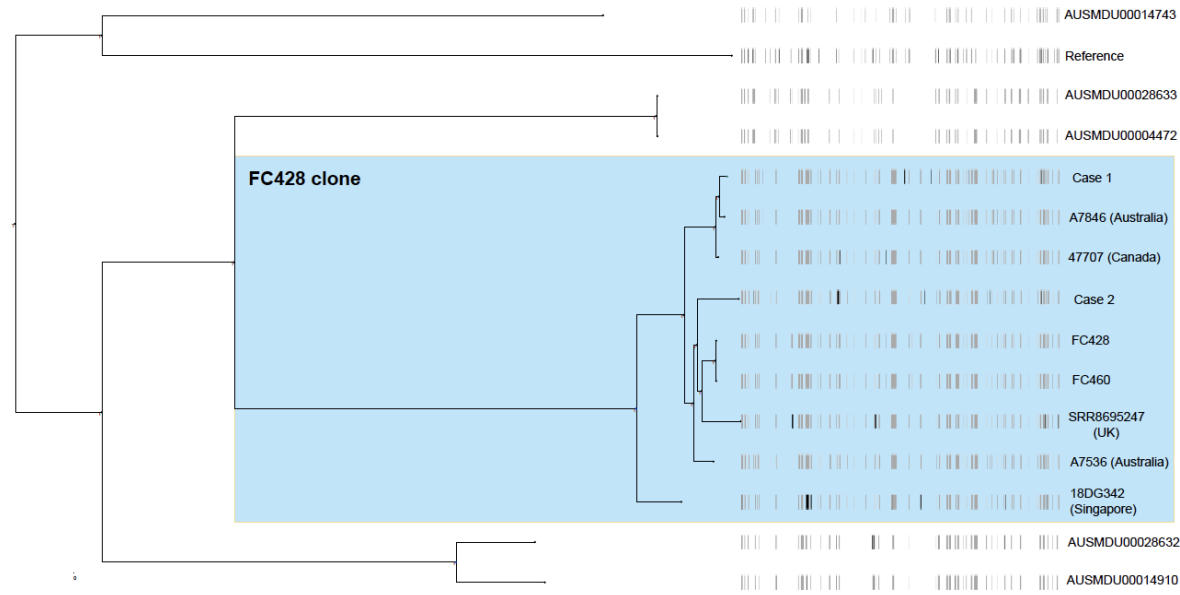 AUSMDU00014743
Reference
AUSMDU00028633
AUSMDU00004472
FC428 clone
Case 1
A7846 (Australia)
47707 (Canada)
Case 2
FC428
FC460
SRR8695247
(UK)
A7536 (Australia)
18DG342
(Singapore)
AUSMDU00028632
AUSMDU00014910